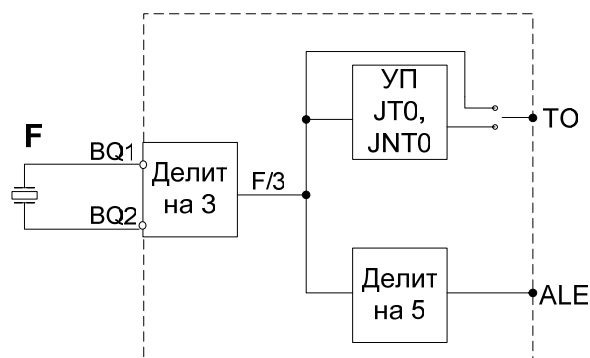 F
BQ1
BQ2
Делит
на 3
F/3
УП
JT0,
JNT0
TO
Делит
на 5
ALE